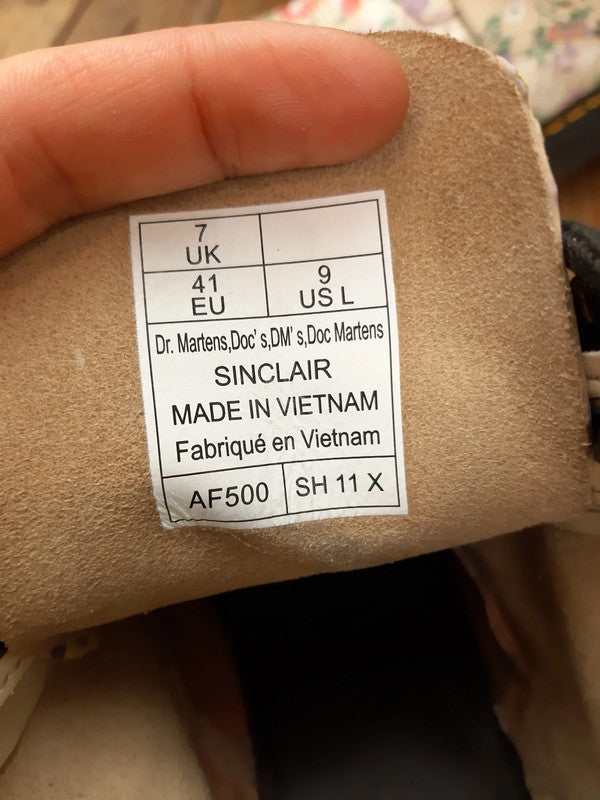 7
UK
41
EU
9
US L
Dr. Martens,Doc's,DM's,Doc Martens
SINCLAIR
MADE IN VIETNAM
Fabriqué en Vietnam
AF500
SH 11 X